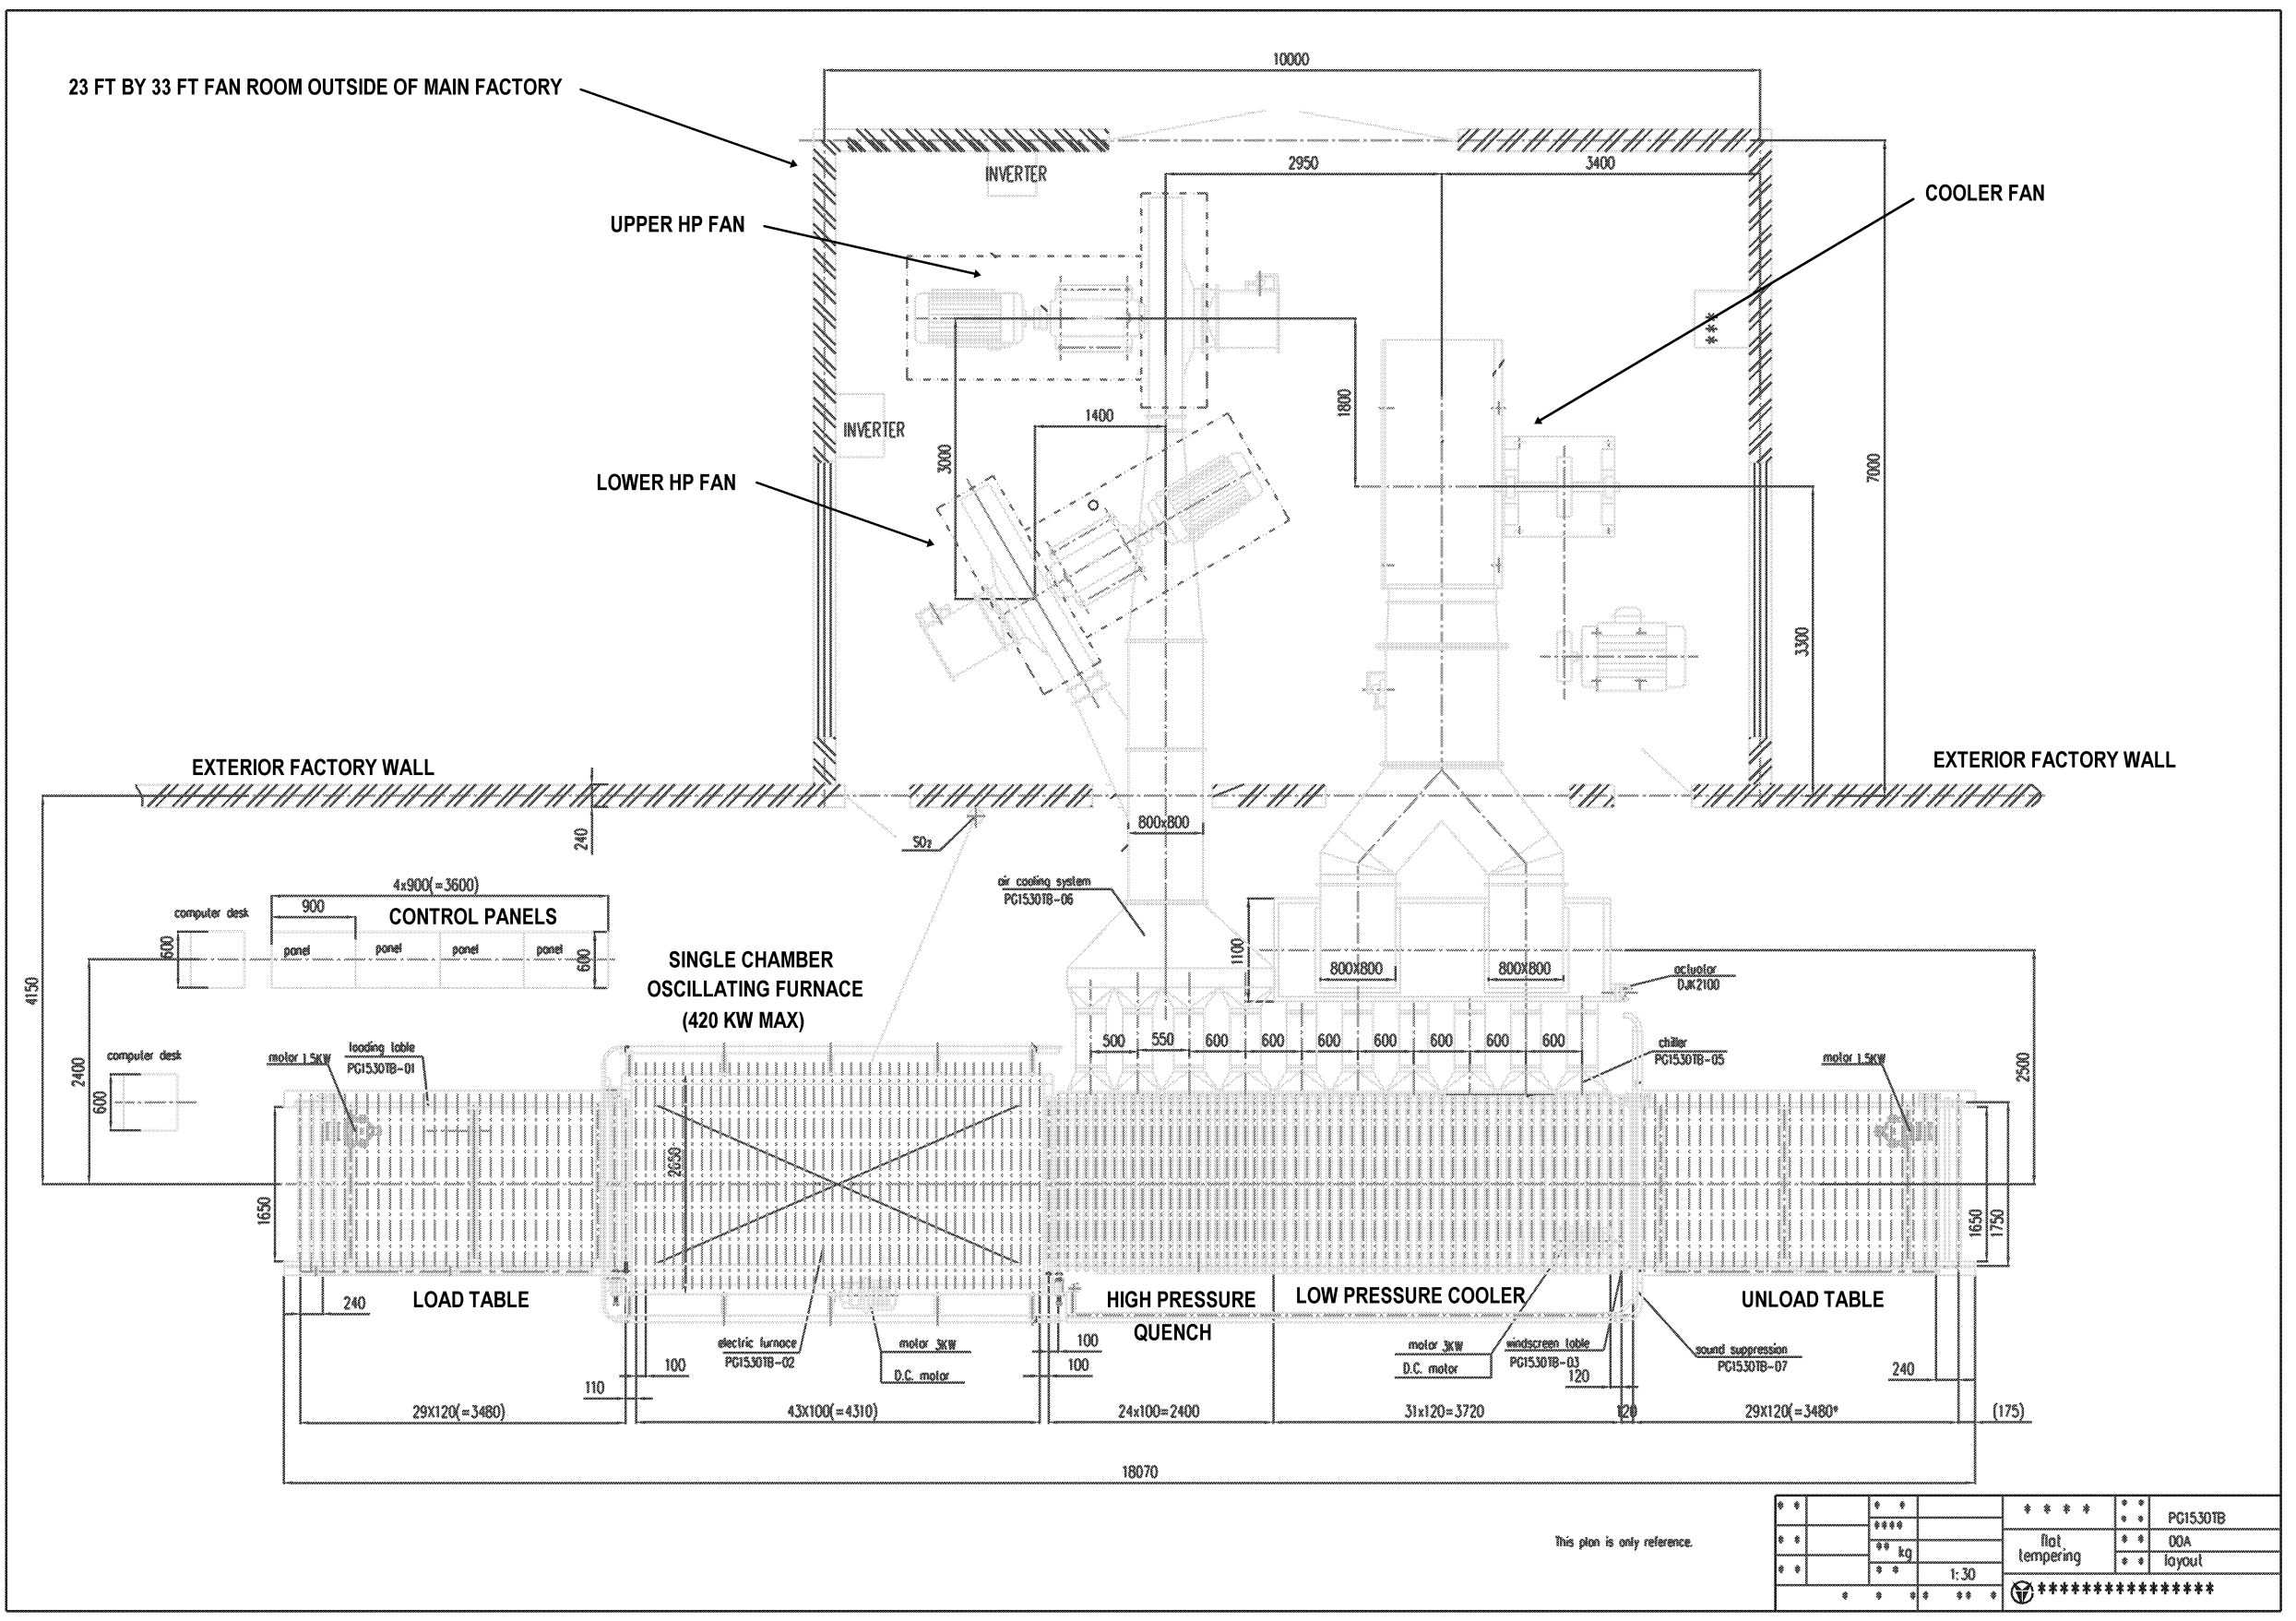 10000
23 FT BY 33 FT FAN ROOM OUTSIDE OF MAIN FACTORY
INVERTER
2950
3400
COOLER FAN
UPPER HP FAN
***
1400
1800
INVERTER
3000
7000
LOWER HP FAN
3300
EXTERIOR FACTORY WALL
EXTERIOR FACTORY WALL
240
SO₂
800x800
4x900(=3600)
air cooling system
PG1530TB-06
computer desk
900
CONTROL PANELS
600
panel
panel
panel
panel
600
1100
4150
SINGLE CHAMBER
OSCILLATING FURNACE
(420 KW MAX)
800X800
800X800
actuator
DJK2100
500
550
600
600
600
600
600
600
600
chiller
PG1530TB-05
computer desk
motor 1.5KW
loading table
PG1530TB-01
motor 1.5KW
2400
600
2500
2650
1650
1650
1750
240
LOAD TABLE
HIGH PRESSURE
QUENCH
LOW PRESSURE COOLER
UNLOAD TABLE
electric furnace
PG1530TB-02
motor 3KW
D.C. motor
100
100
100
110
motor 3KW
D.C. motor
windscreen table
PG1530TB-03
120
sound suppression
PG1530TB-07
240
29X120(=3480)
43X100(=4310)
24x100=2400
31x120=3720
120
29X120(=3480*
(175)
18070
This plan is only reference.
* * * *
PG1530TB
****
flat
tempering
00A
** kg
layout
1:30
****************